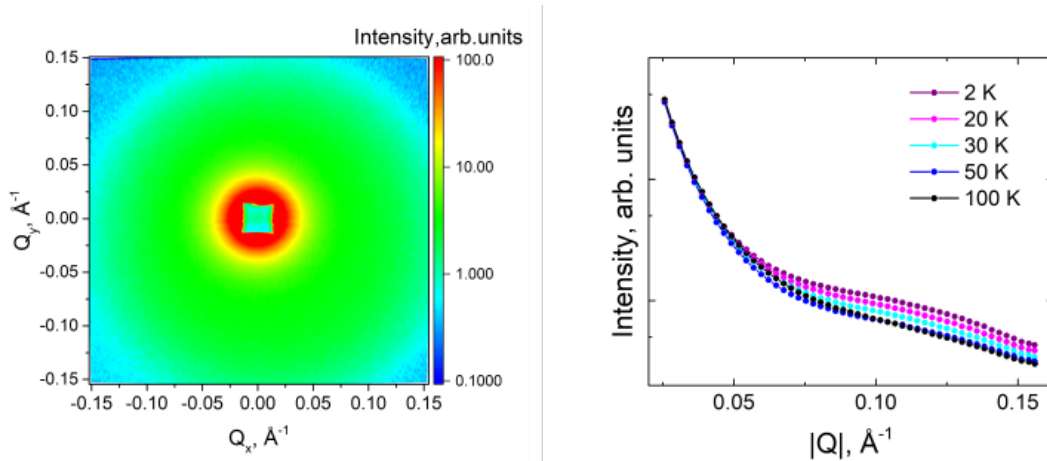 Intensity,arb.units
0.15
0.10
0.05
0.00
-0.05
-0.10
-0.15
Q_y, Å⁻¹
-0.15 -0.10 -0.05 0.00 0.05 0.10 0.15
Q_x, Å⁻¹
100.0
10.00
1.000
0.1000
Intensity, arb. units
2 K
20 K
30 K
50 K
100 K
0.05 0.10 0.15
|Q|, Å⁻¹